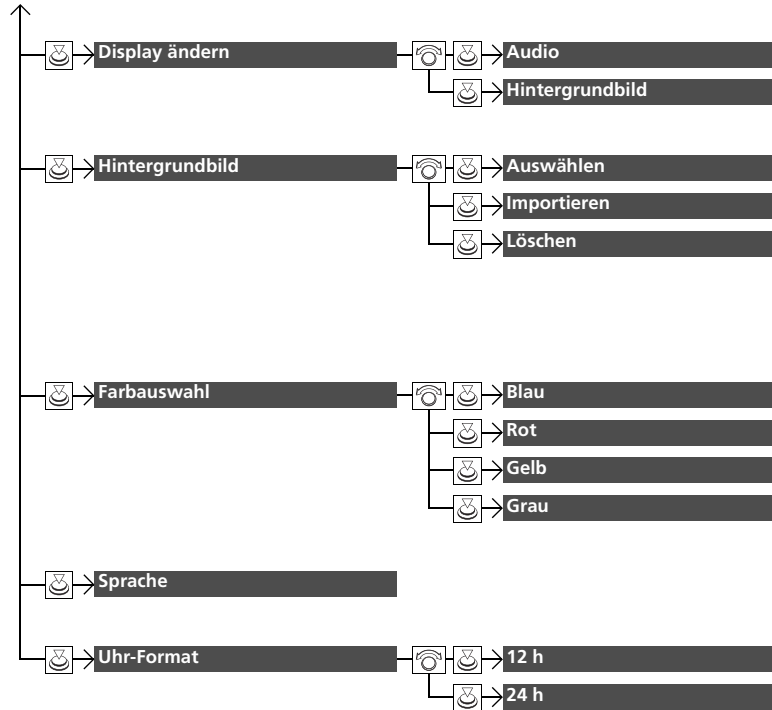 Display ändern
Audio
Hintergrundbild
Hintergrundbild
Auswählen
Importieren
Löschen
Farbauswahl
Blau
Rot
Gelb
Grau
Sprache
Uhr-Format
12 h
24 h